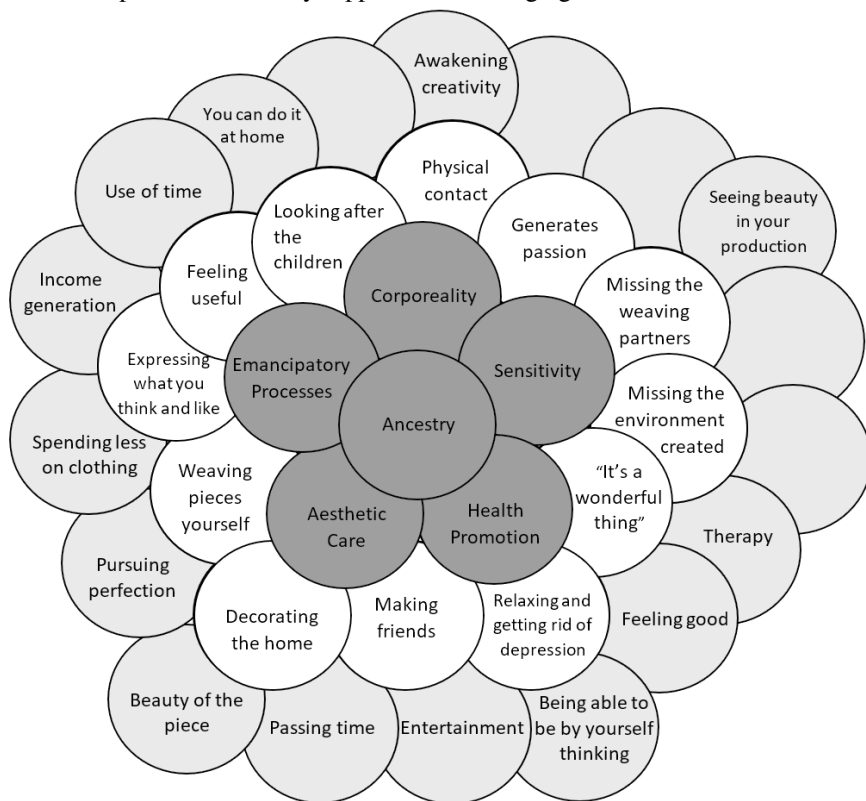 Awakening
creativity
You can do it
at home
Physical
contact
Use of time
Looking after
the
children
Generates
passion
Seeing beauty
in your
production
Income
generation
Feeling
useful
Corporeality
Missing the
weaving
partners
Expressing
what you
think and like
Emancipatory
Processes
Sensitivity
Ancestry
Missing the
environment
created
Spending less
on clothing
Weaving
pieces
yourself
Aesthetic
Care
Health
Promotion
“It’s a
wonderful
thing”
Therapy
Pursuing
perfection
Decorating
the home
Making
friends
Relaxing and
getting rid of
depression
Feeling good
Beauty of the
piece
Passing time
Entertainment
Being able to
be by yourself
thinking